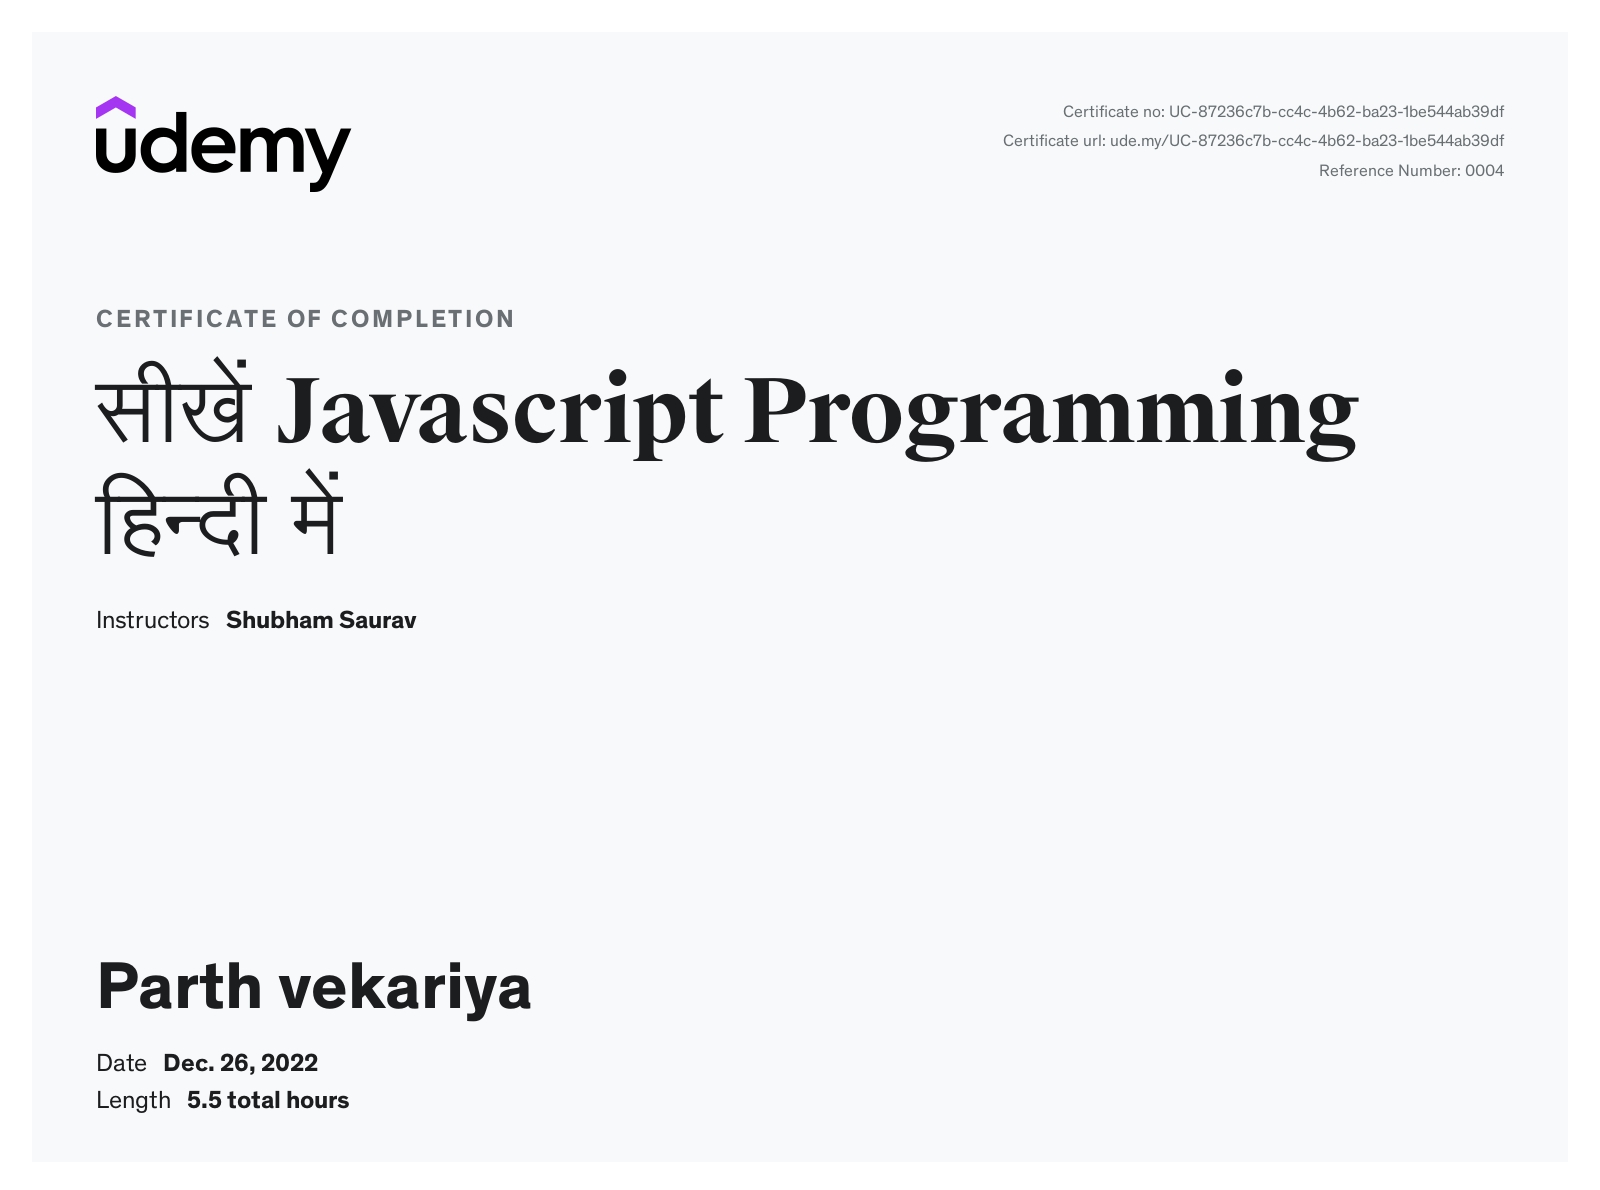 udemy
Certificate no: UC-87236c7b-cc4c-4b62-ba23-1be544ab39df
Certificate url: ude.my/UC-87236c7b-cc4c-4b62-ba23-1be544ab39df
Reference Number: 0004
CERTIFICATE OF COMPLETION
सीखें Javascript Programming
हिन्दी में
Instructors Shubham Saurav
Parth vekariya
Date Dec. 26, 2022
Length 5.5 total hours